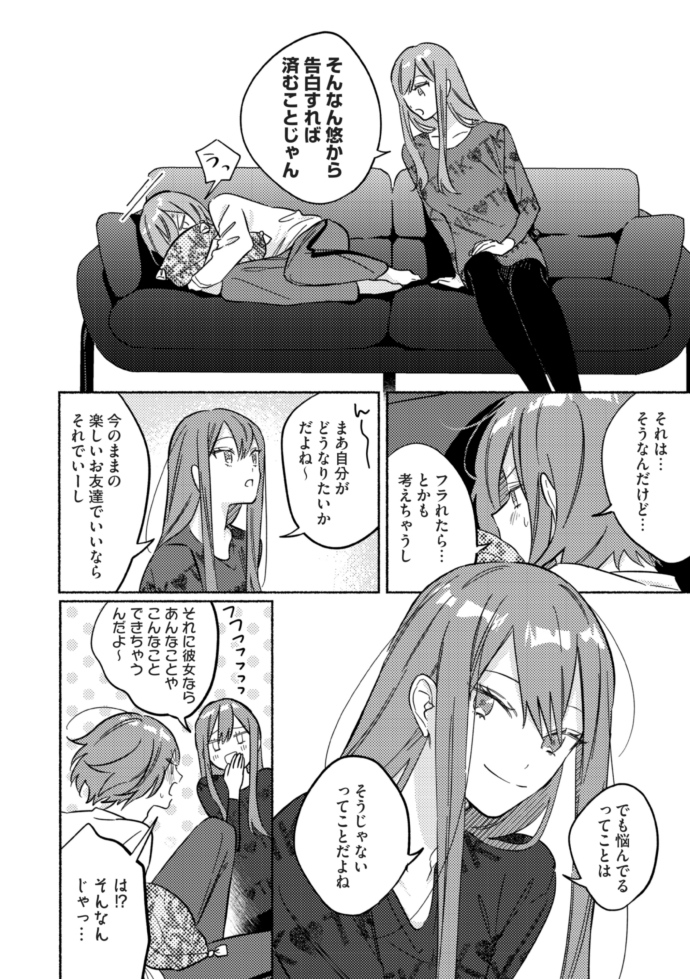 そんなん悠から
告白すれば
済むことじゃん
うっ
それは…
そうなんだけど…
フラれたら…
とかも
考えちゃうし
ん〜
まあ自分が
どうなりたいか
だよね〜
今のままの
楽しいお友達でいいなら
それでいーし
でも悩んでる
ってことは
そうじゃない
ってことだよね
フフフフフフ
それに彼女なら
あんなことや
こんなこと
できちゃう
んだよ〜
は!?
そんなん
じゃっ…